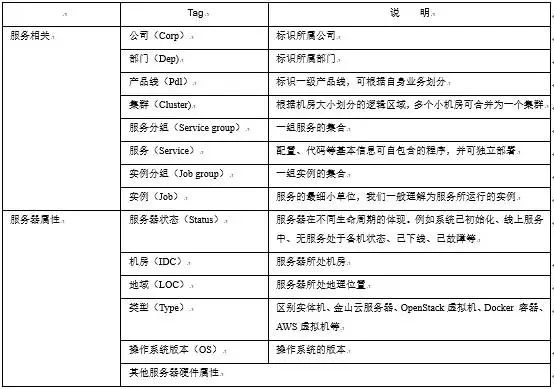 Tag 说 明
服务相关 公司（Corp） 标识所属公司
部门（Dep) 标识所属部门
产品线（Pdl） 标识一级产品线，可根据自身业务划分
集群（Cluster) 根据机房大小划分的逻辑区域，多个小机房可合并为一个集群
服务分组（Service group） 一组服务的集合
服务（Service） 配置、代码等基本信息可自包含的程序，并可独立部署
实例分组（Job group） 一组实例的集合
实例（Job） 服务的最细小单位，我们一般理解为服务所运行的实例
服务器属性 服务器状态（Status） 服务器在不同生命周期的体现。例如系统已初始化、线上服务
中、无服务处于备机状态、已下线、已故障等
机房（IDC） 服务器所处机房
地域（LOC） 服务器所处地理位置
类型（Type） 区别实体机、金山云服务器、OpenStack 虚拟机、Docker 容器、
AWS 虚拟机等
操作系统版本（OS） 操作系统的版本
其他服务器硬件属性